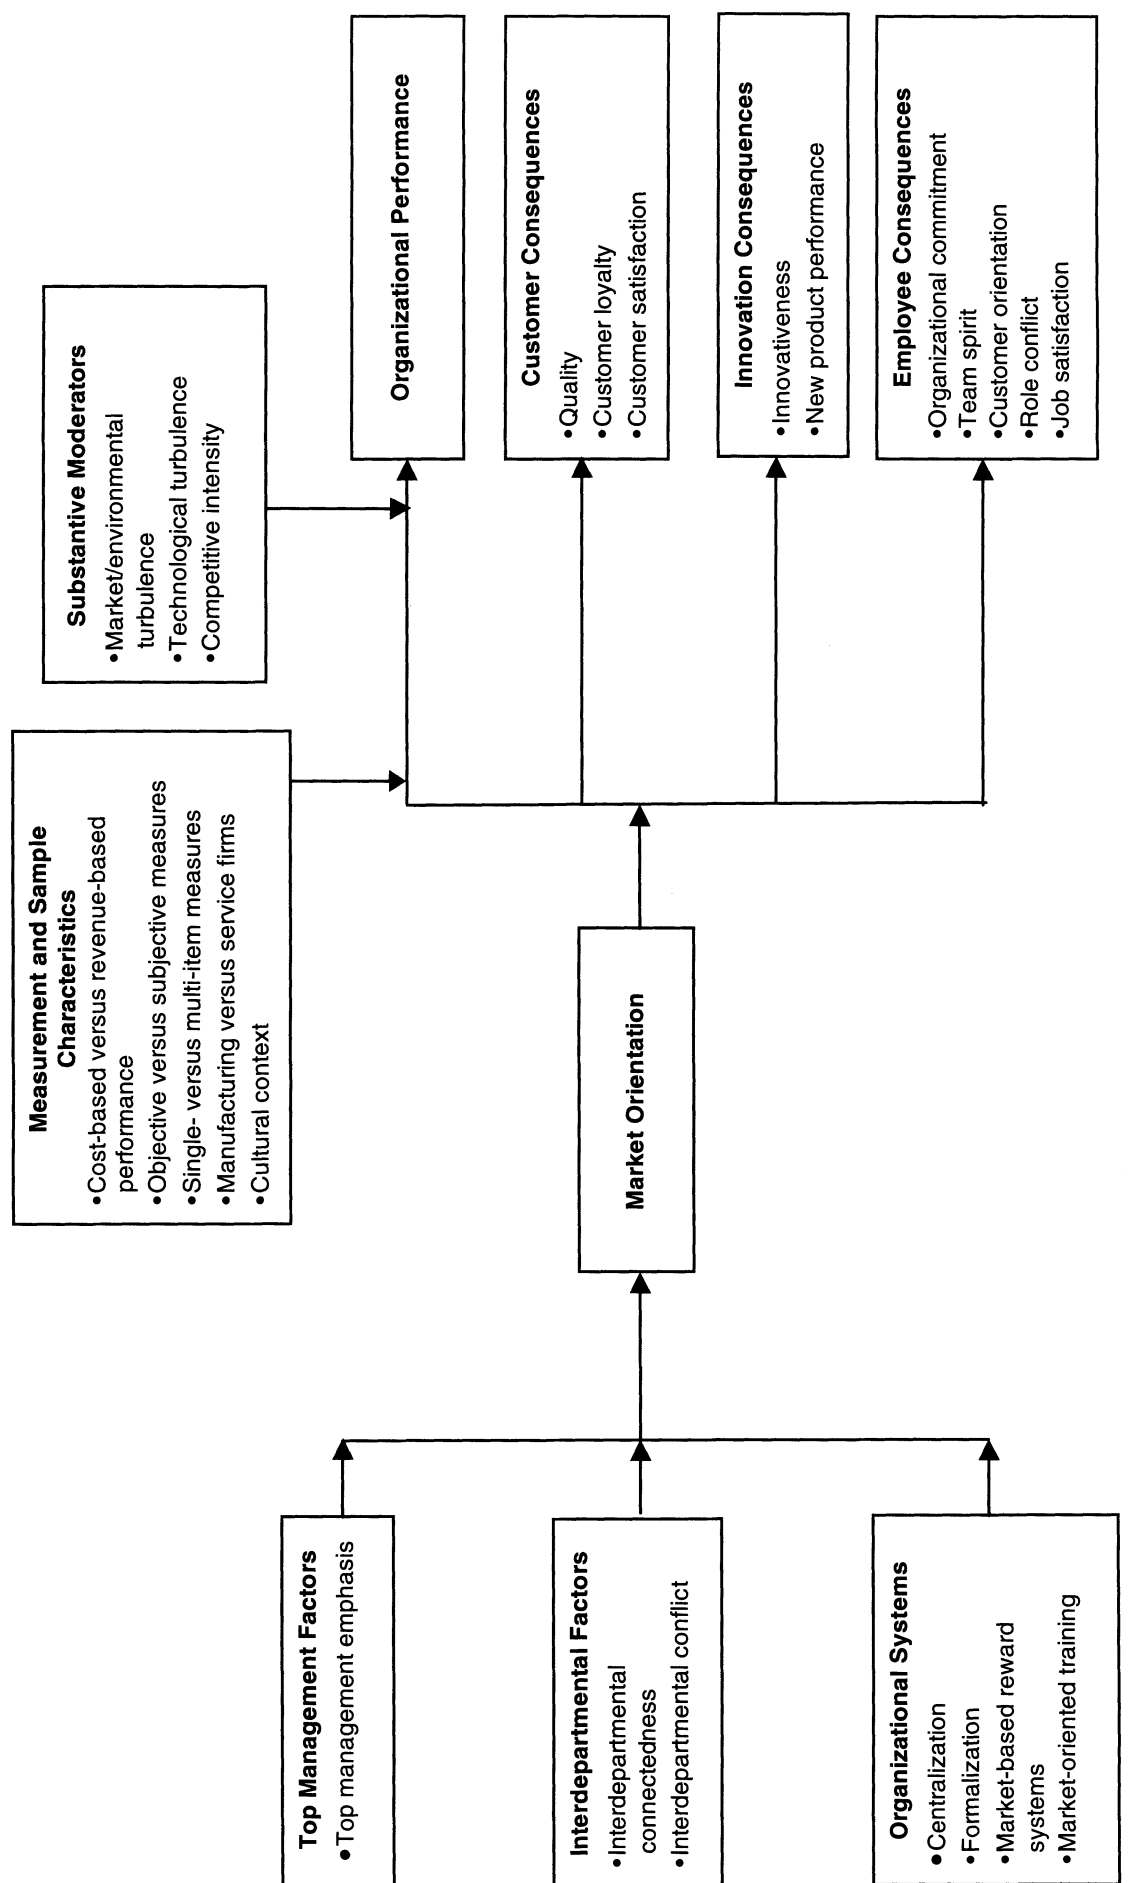 Measurement and Sample
Characteristics
•Cost-based versus revenue-based
performance
•Objective versus subjective measures
•Single- versus multi-item measures
•Manufacturing versus service firms
•Cultural context
Substantive Moderators
•Market/environmental
turbulence
•Technological turbulence
•Competitive intensity
Top Management Factors
•Top management emphasis
Interdepartmental Factors
•Interdepartmental
connectedness
•Interdepartmental conflict
Organizational Systems
•Centralization
•Formalization
•Market-based reward
systems
•Market-oriented training
Market Orientation
Organizational Performance
Customer Consequences
•Quality
•Customer loyalty
•Customer satisfaction
Innovation Consequences
•Innovativeness
•New product performance
Employee Consequences
•Organizational commitment
•Team spirit
•Customer orientation
•Role conflict
•Job satisfaction